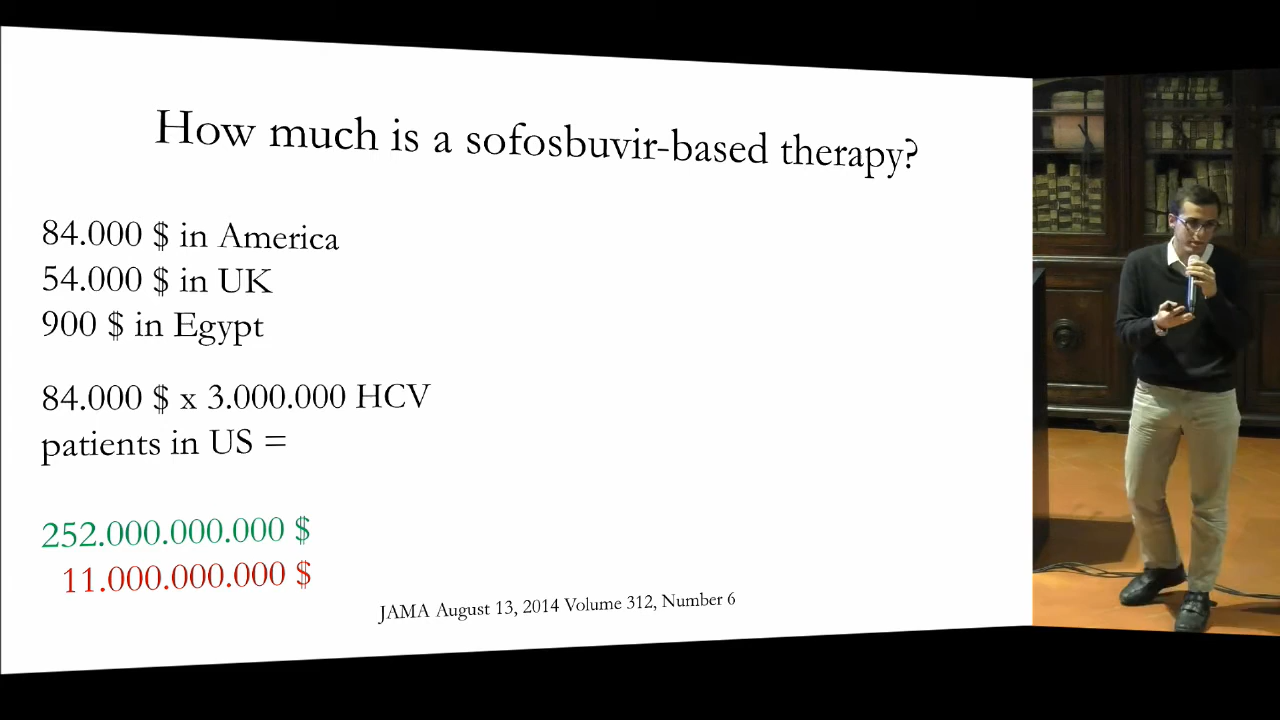 How much is a sofosbuvir-based therapy?
84.000 $ in America
54.000 $ in UK
900 $ in Egypt
84.000 $ x 3.000.000 HCV
patients in US =
252.000.000.000 $
11.000.000.000 $
JAMA August 13, 2014 Volume 312, Number 6